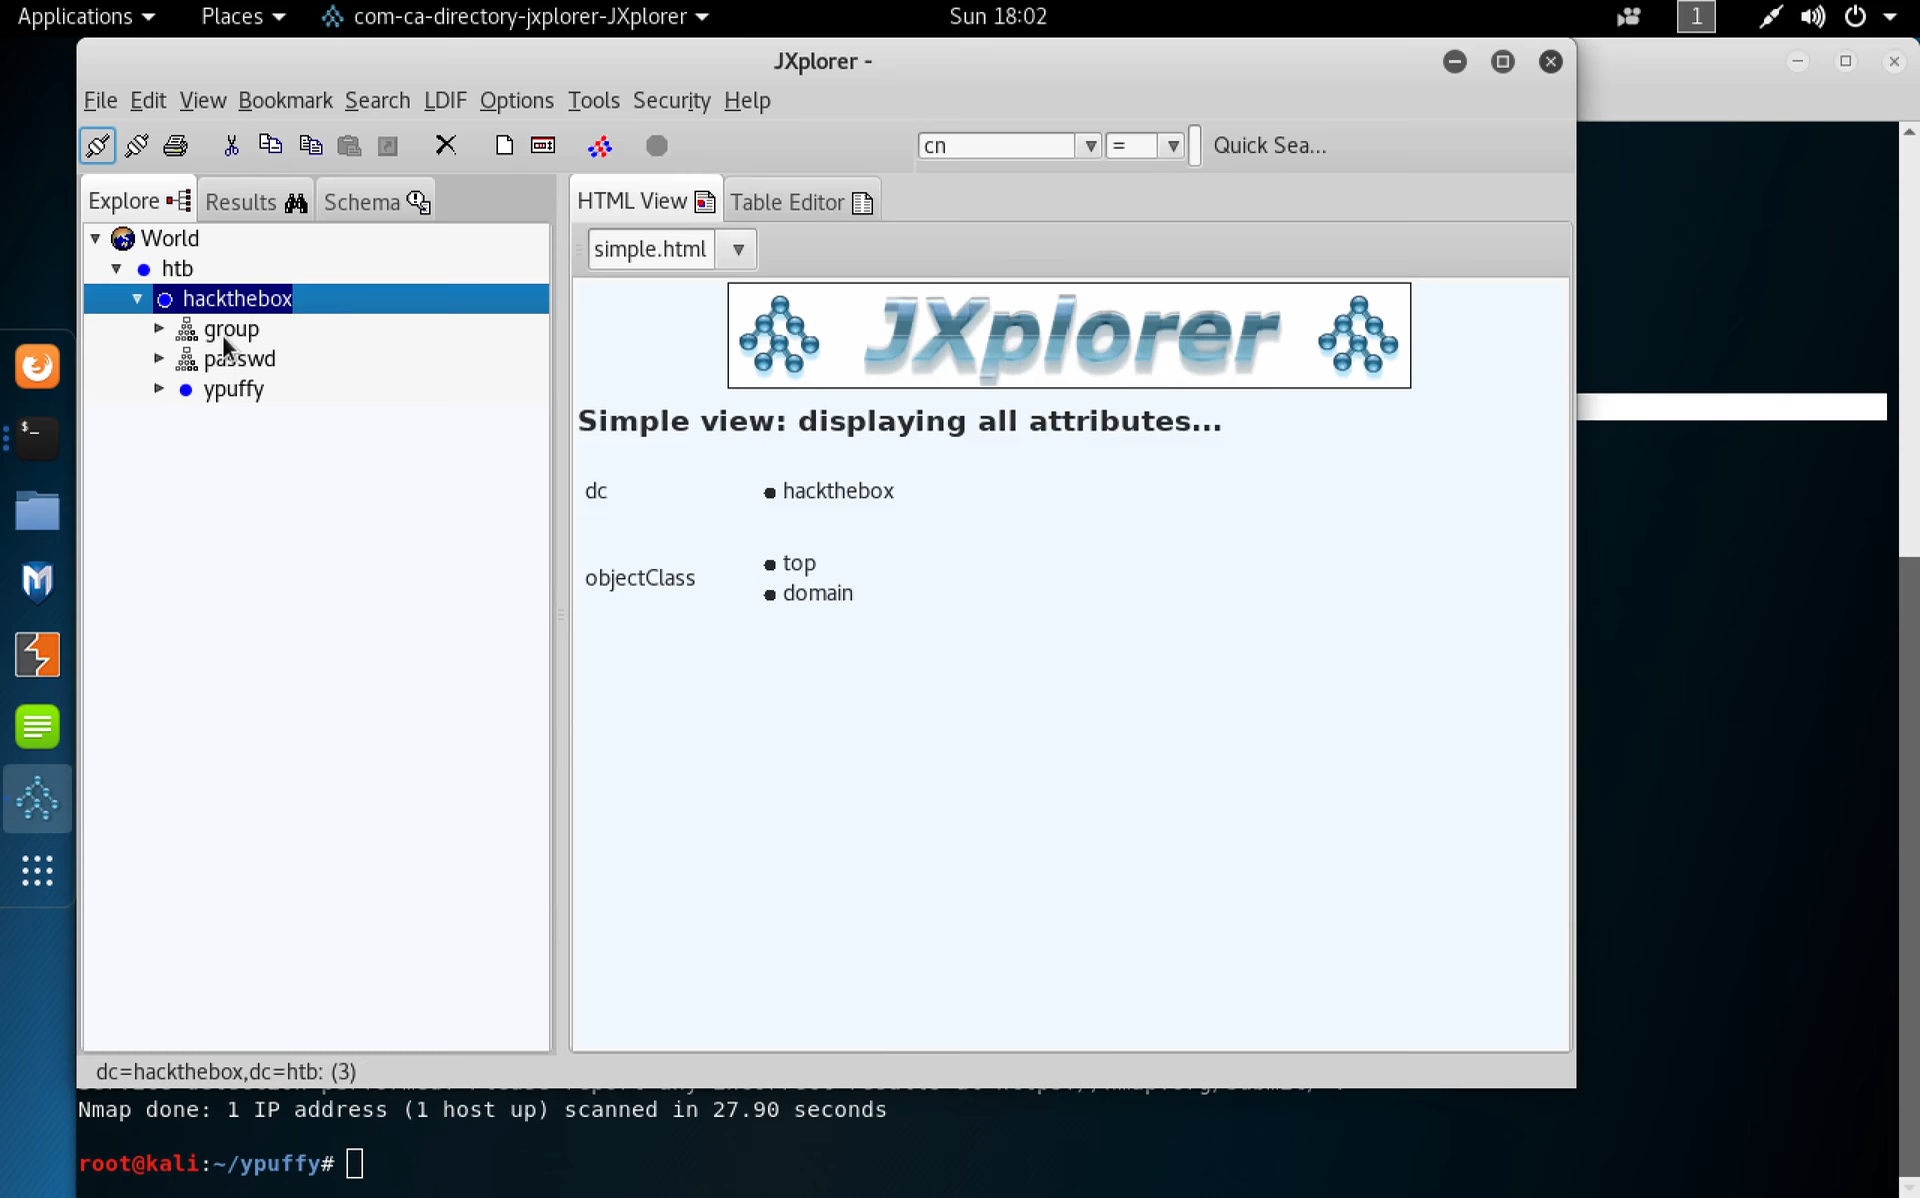 Applications Places com-ca-directory-jxplorer-JXplorer Sun 18:02 1
JXplorer -
File Edit View Bookmark Search LDIF Options Tools Security Help
cn = Quick Sea...
Explore Results Schema HTML View Table Editor
World
simple.html
htb
hackthebox
group
passwd
ypuffy
JXplorer
Simple view: displaying all attributes...
dc hackthebox
objectClass top
domain
dc=hackthebox,dc=htb: (3)
Nmap done: 1 IP address (1 host up) scanned in 27.90 seconds
root@kali:~/ypuffy#